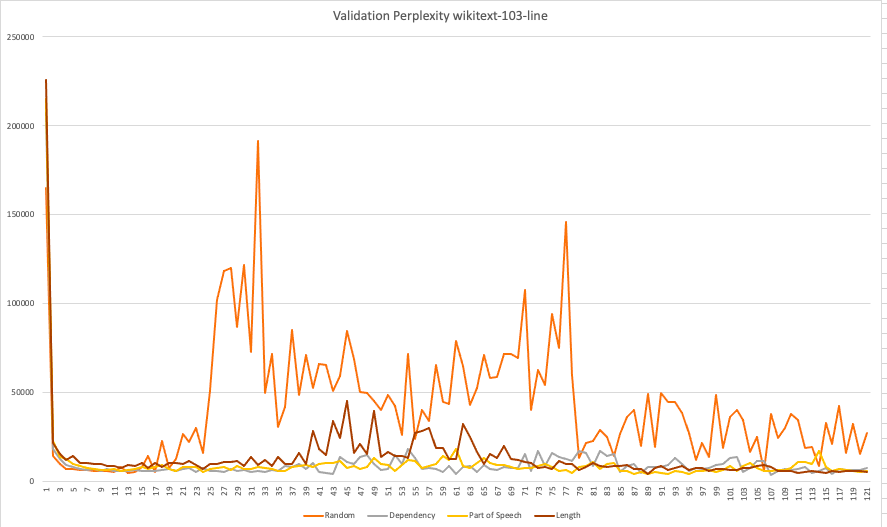 Validation Perplexity wikitext-103-line
250000
200000
150000
100000
50000
0
1 3 5 7 9 11 13 15 17 19 21 23 25 27 29 31 33 35 37 39 41 43 45 47 49 51 53 55 57 59 61 63 65 67 69 71 73 75 77 79 81 83 85 87 89 91 93 95 97 99 101 103 105 107 109 111 113 115 117 119 121
Random Dependency Part of Speech Length